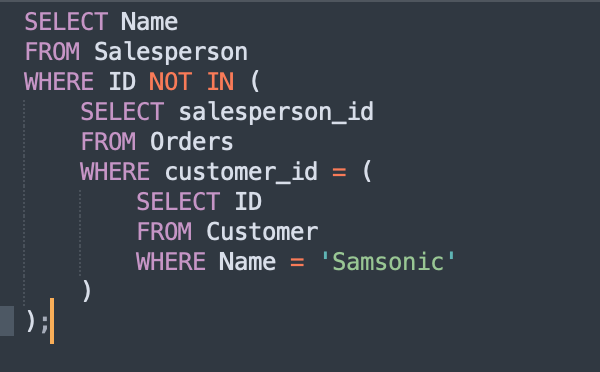 SELECT Name
FROM Salesperson
WHERE ID NOT IN (
    SELECT salesperson_id
    FROM Orders
    WHERE customer_id = (
        SELECT ID
        FROM Customer
        WHERE Name = 'Samsonic'
    )
);